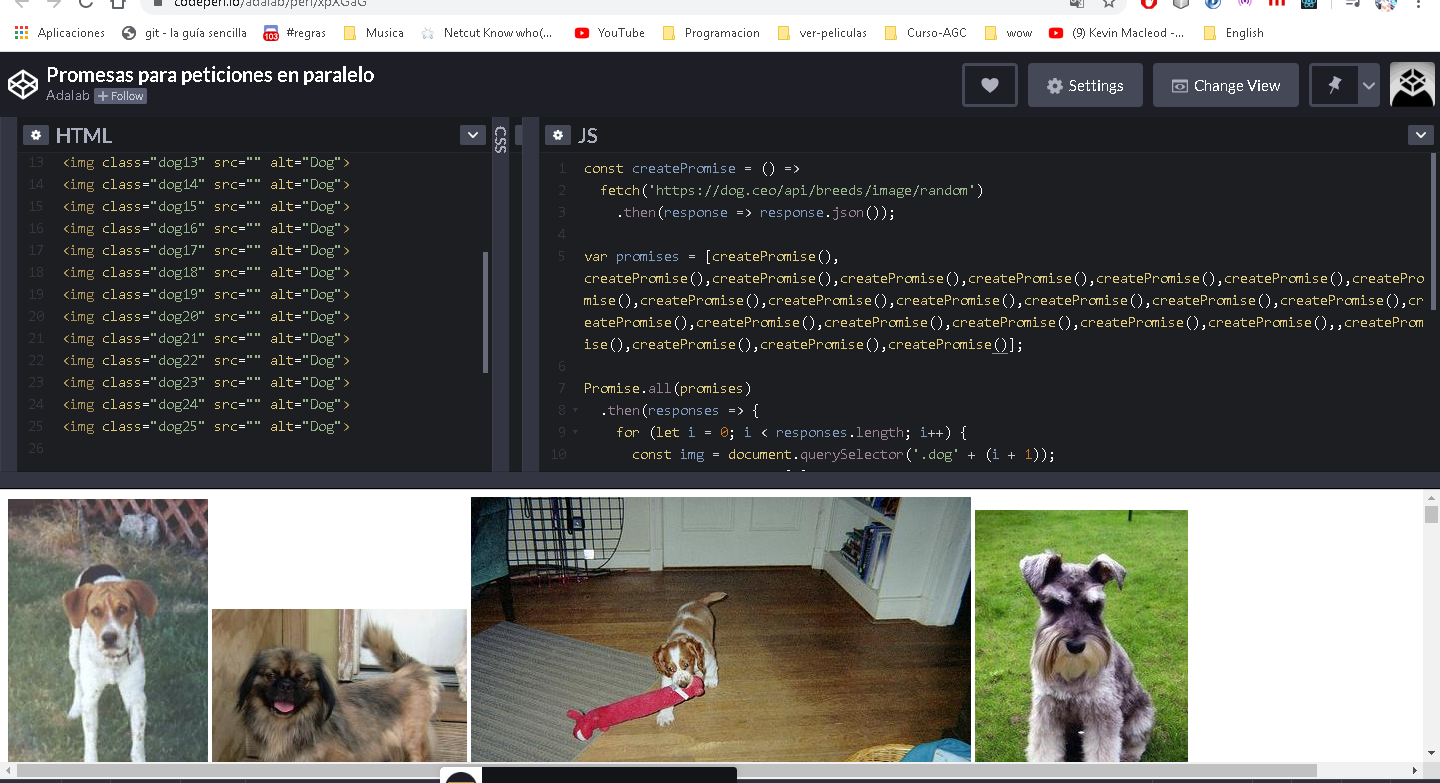 codepen.io/adalab/pen/xpXGaG
Aplicaciones git - la guía sencilla 103 #regras Musica Netcut Know who(... YouTube Programacion ver-peliculas Curso-AGC wow (9) Kevin Macleod -... English
Promesas para peticiones en paralelo
Adalab + Follow
Settings Change View
HTML
13 <img class="dog13" src="" alt="Dog">
14 <img class="dog14" src="" alt="Dog">
15 <img class="dog15" src="" alt="Dog">
16 <img class="dog16" src="" alt="Dog">
17 <img class="dog17" src="" alt="Dog">
18 <img class="dog18" src="" alt="Dog">
19 <img class="dog19" src="" alt="Dog">
20 <img class="dog20" src="" alt="Dog">
21 <img class="dog21" src="" alt="Dog">
22 <img class="dog22" src="" alt="Dog">
23 <img class="dog23" src="" alt="Dog">
24 <img class="dog24" src="" alt="Dog">
25 <img class="dog25" src="" alt="Dog">
26
CSS
JS
1 const createPromise = () =>
2 fetch('https://dog.ceo/api/breeds/image/random')
3 .then(response => response.json());
4
5 var promises = [createPromise(),
createPromise(),createPromise(),createPromise(),createPromise(),createPromise(),createPromise(),createPro
mise(),createPromise(),createPromise(),createPromise(),createPromise(),createPromise(),createPromise(),cr
eatePromise(),createPromise(),createPromise(),createPromise(),createPromise(),createPromise(),,createProm
ise(),createPromise(),createPromise(),createPromise()];
6
7 Promise.all(promises)
8 .then(responses => {
9 for (let i = 0; i < responses.length; i++) {
10 const img = document.querySelector('.dog' + (i + 1));